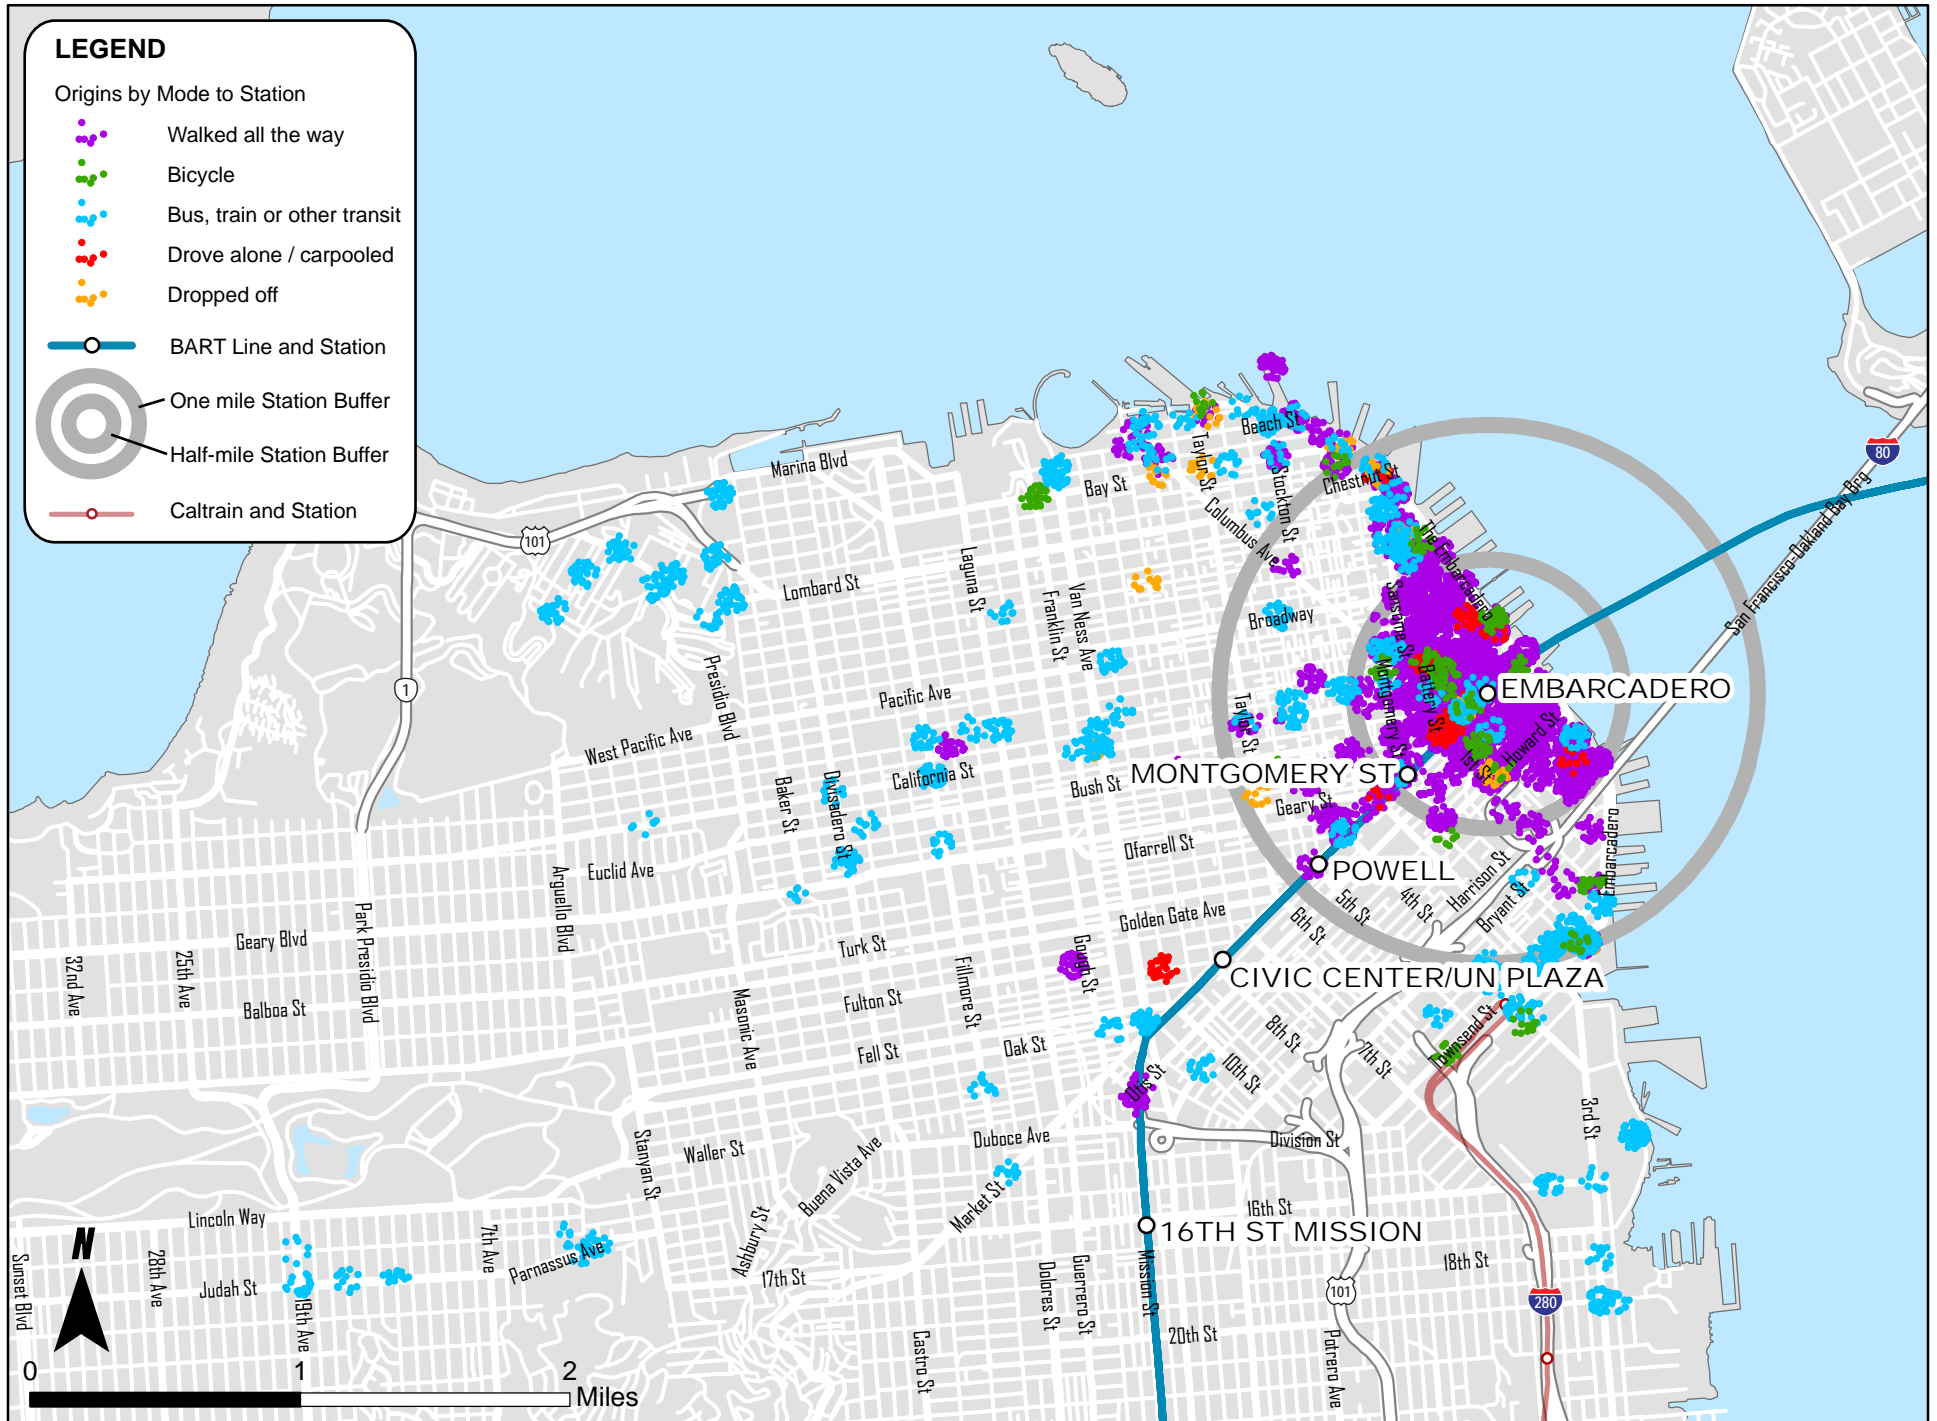 LEGEND
Origins by Mode to Station
Walked all the way
Bicycle
Bus, train or other transit
Drove alone / carpooled
Dropped off
BART Line and Station
One mile Station Buffer
Half-mile Station Buffer
Caltrain and Station
101
1
80
San Francisco-Oakland Bay Brg
Marina Blvd
Beach St
Taylor St
Bay St
Stockton St
Chestnut St
Columbus Ave
The Embarcadero
Lombard St
Laguna St
Van Ness Ave
Franklin St
Broadway
Sansome St
Presidio Blvd
Pacific Ave
Montgomery St
Battery St
EMBARCADERO
Taylor St
West Pacific Ave
Howard St
1st St
MONTGOMERY ST
California St
Bush St
Baker St
Divisadero St
Geary St
Embarcadero
Ofarrell St
Euclid Ave
POWELL
Harrison St
4th St
5th St
Bryant St
6th St
Arguello Blvd
Golden Gate Ave
Park Presidio Blvd
Geary Blvd
Turk St
Gough St
32nd Ave
25th Ave
Fillmore St
CIVIC CENTER/UN PLAZA
Balboa St
Masonic Ave
Fulton St
Townsend St
8th St
7th St
Fell St
Oak St
10th St
Otis St
3rd St
Stanyan St
Waller St
Buena Vista Ave
Duboce Ave
Division St
Market St
16th St
Lincoln Way
16TH ST MISSION
N
Sunset Blvd
28th Ave
7th Ave
Parnassus Ave
Ashbury St
17th St
18th St
Judah St
19th Ave
Dolores St
Guerrero St
Mission St
101
280
20th St
Castro St
Potrero Ave
0
1
2
Miles